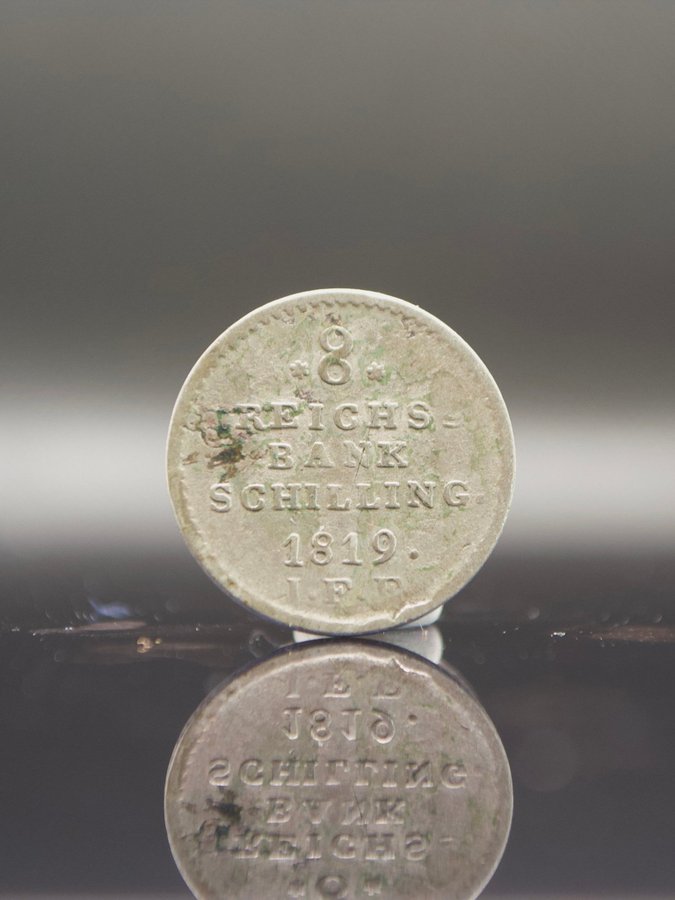 * 8 *
REICHS-
BANK
SCHILLING.
1819.
I.F.F.